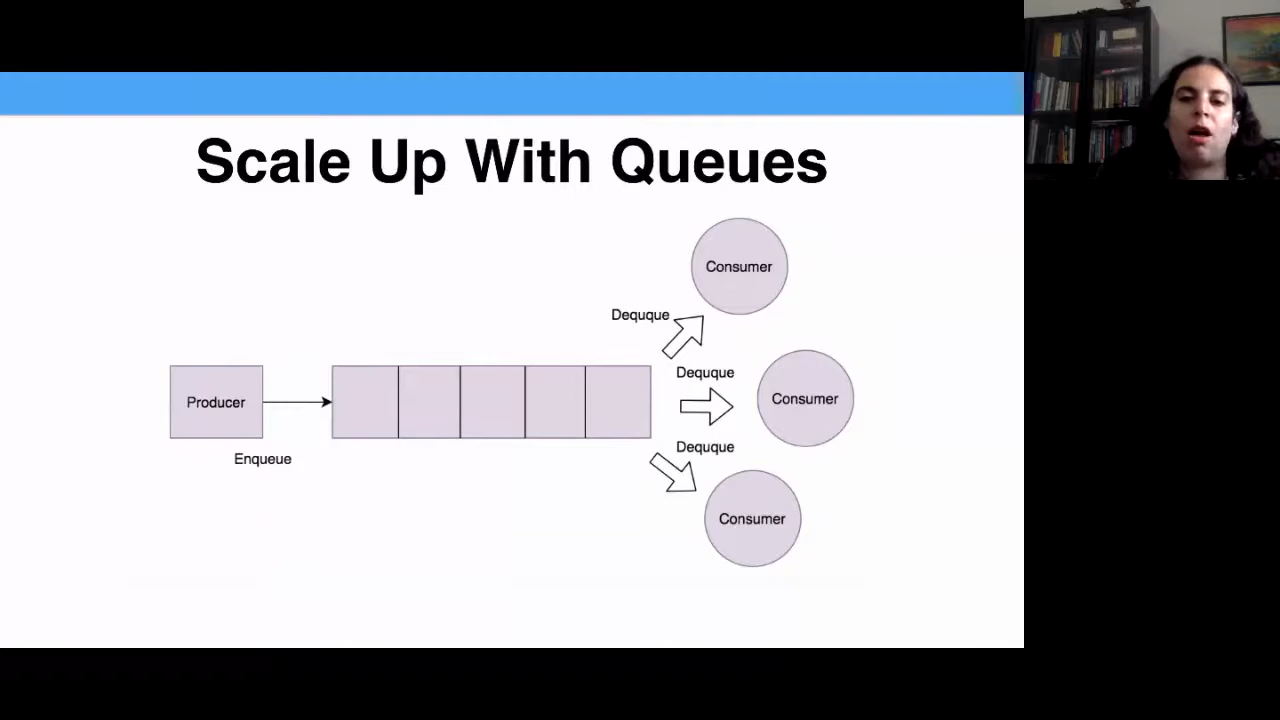 Scale Up With Queues
Consumer
Dequque
Dequque
Producer
Consumer
Dequque
Enqueue
Consumer